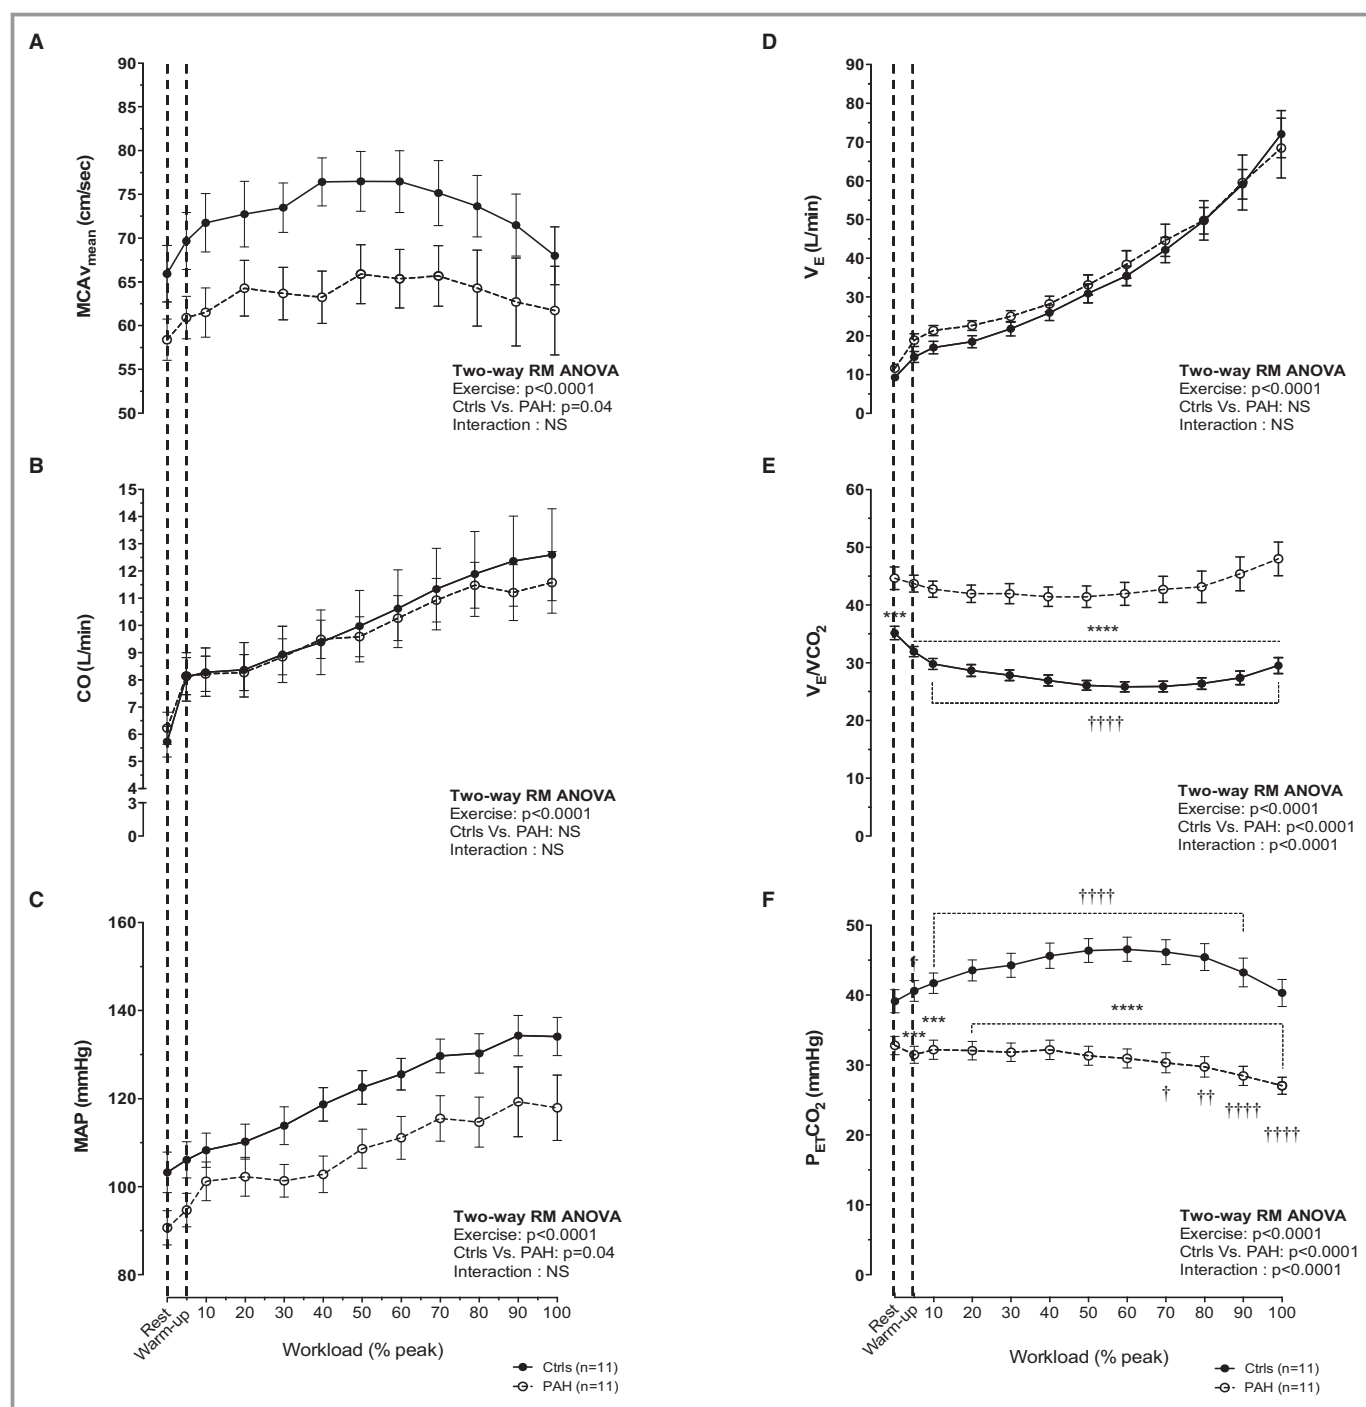 A
90
85
80
75
70
65
60
55
50
MCAv_mean (cm/sec)
Two-way RM ANOVA
Exercise: p<0.0001
Ctrls Vs. PAH: p=0.04
Interaction : NS
B
15
14
13
12
11
10
9
8
7
6
5
4
3
0
CO (L/min)
Two-way RM ANOVA
Exercise: p<0.0001
Ctrls Vs. PAH: NS
Interaction : NS
C
160
140
120
100
80
MAP (mmHg)
Two-way RM ANOVA
Exercise: p<0.0001
Ctrls Vs. PAH: p=0.04
Interaction : NS
Rest
Warm-up
10 20 30 40 50 60 70 80 90 100
Workload (% peak)
Ctrls (n=11)
PAH (n=11)
D
90
80
70
60
50
40
30
20
10
0
V_E (L/min)
Two-way RM ANOVA
Exercise: p<0.0001
Ctrls Vs. PAH: NS
Interaction : NS
E
60
50
40
30
20
10
0
V_E/VCO_2
***
****
††††
Two-way RM ANOVA
Exercise: p<0.0001
Ctrls Vs. PAH: p<0.0001
Interaction : p<0.0001
F
50
40
30
20
10
0
P_ETCO_2 (mmHg)
††††
†
***
***
****
†
††
††††
††††
Two-way RM ANOVA
Exercise: p<0.0001
Ctrls Vs. PAH: p<0.0001
Interaction : p<0.0001
Rest
Warm-up
10 20 30 40 50 60 70 80 90 100
Workload (% peak)
Ctrls (n=11)
PAH (n=11)